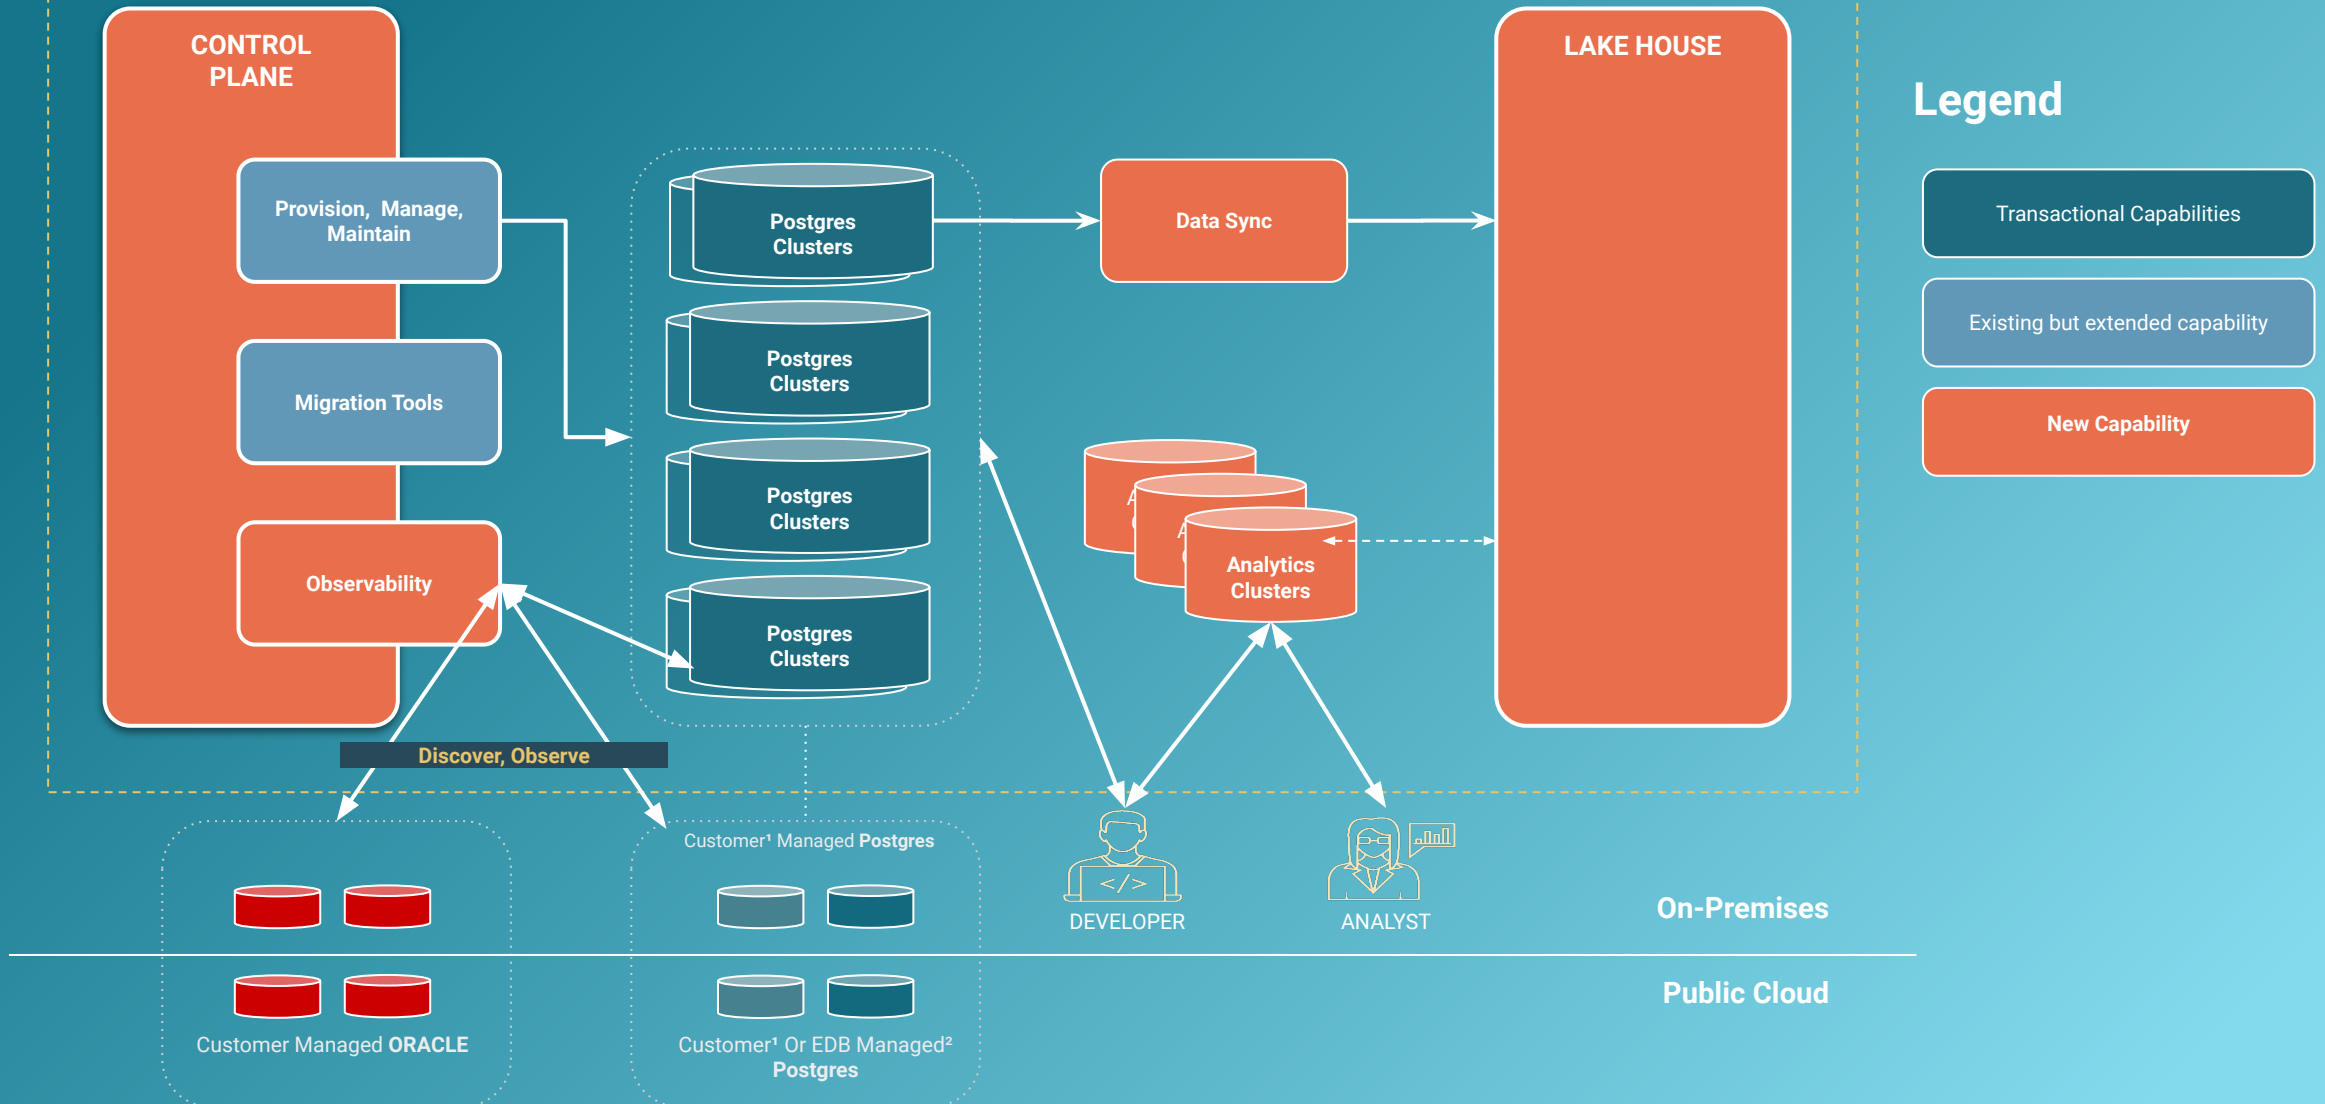 CONTROL
PLANE
Provision, Manage,
Maintain
Migration Tools
Observability
Discover, Observe
Postgres
Clusters
Postgres
Clusters
Postgres
Clusters
Postgres
Clusters
Data Sync
A
A
Analytics
Clusters
LAKE HOUSE
Legend
Transactional Capabilities
Existing but extended capability
New Capability
Customer Managed ORACLE
Customer¹ Managed Postgres
Customer¹ Or EDB Managed²
Postgres
</>
DEVELOPER
ANALYST
On-Premises
Public Cloud